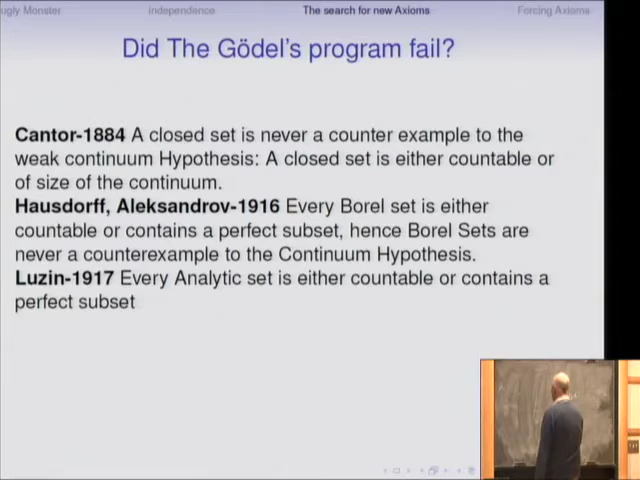 ugly Monster independence The search for new Axioms Forcing Axioms
Did The Gödel's program fail?
Cantor-1884 A closed set is never a counter example to the
weak continuum Hypothesis: A closed set is either countable or
of size of the continuum.
Hausdorff, Aleksandrov-1916 Every Borel set is either
countable or contains a perfect subset, hence Borel Sets are
never a counterexample to the Continuum Hypothesis.
Luzin-1917 Every Analytic set is either countable or contains a
perfect subset